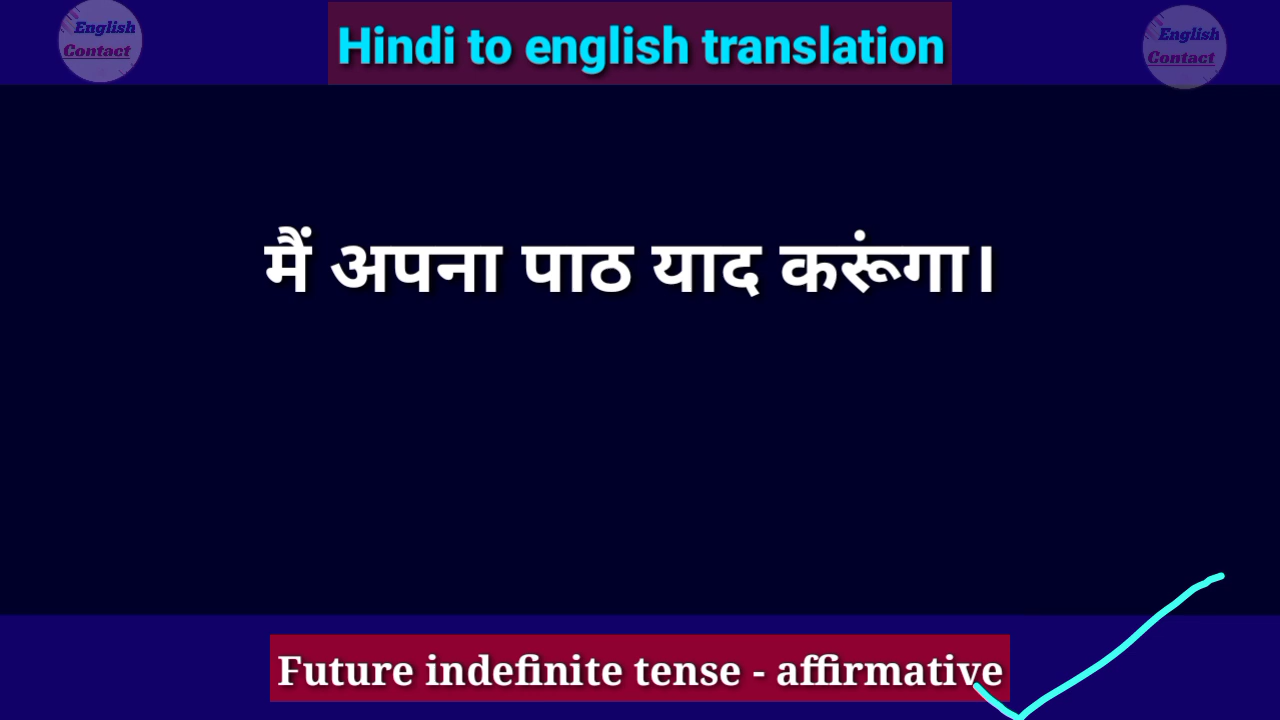 English
Contact
Hindi to english translation
English
Contact
मैं अपना पाठ याद करूंगा।
Future indefinite tense - affirmative